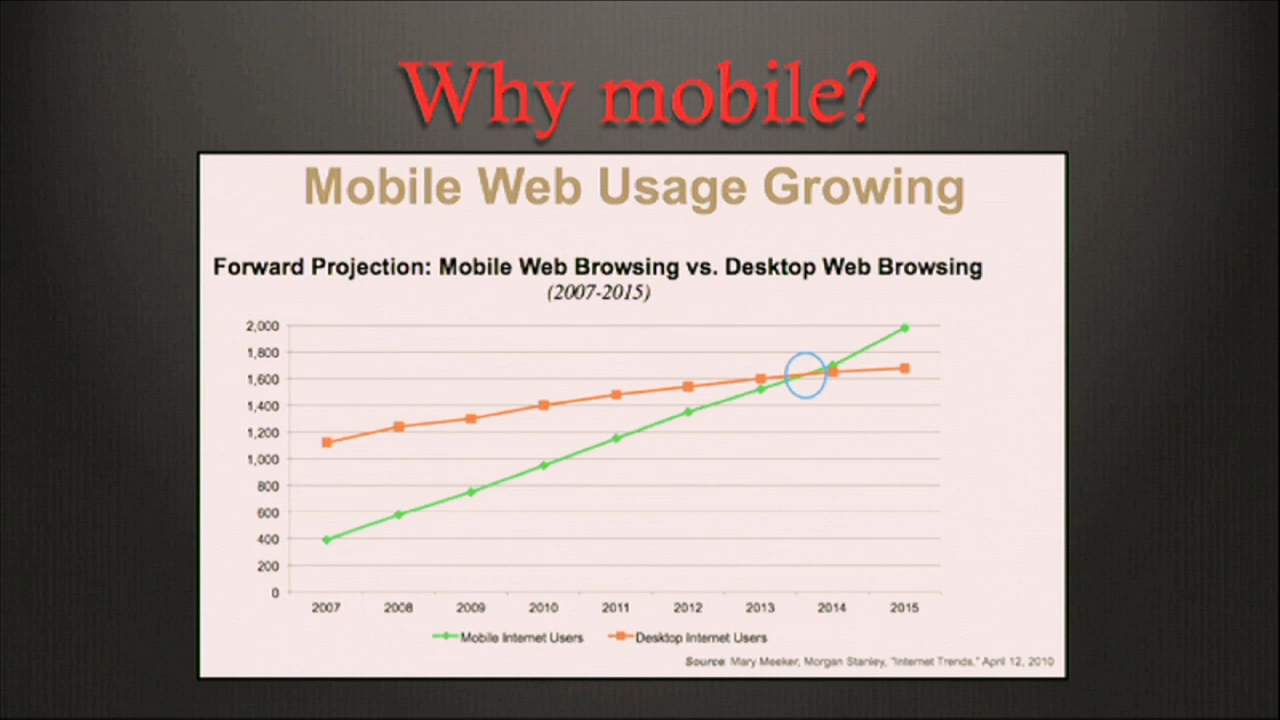 Why mobile?
Mobile Web Usage Growing
Forward Projection: Mobile Web Browsing vs. Desktop Web Browsing
(2007-2015)
2,000
1,800
1,600
1,400
1,200
1,000
800
600
400
200
0
2007 2008 2009 2010 2011 2012 2013 2014 2015
Mobile Internet Users Desktop Internet Users
Source: Mary Meeker, Morgan Stanley, "Internet Trends," April 12, 2010